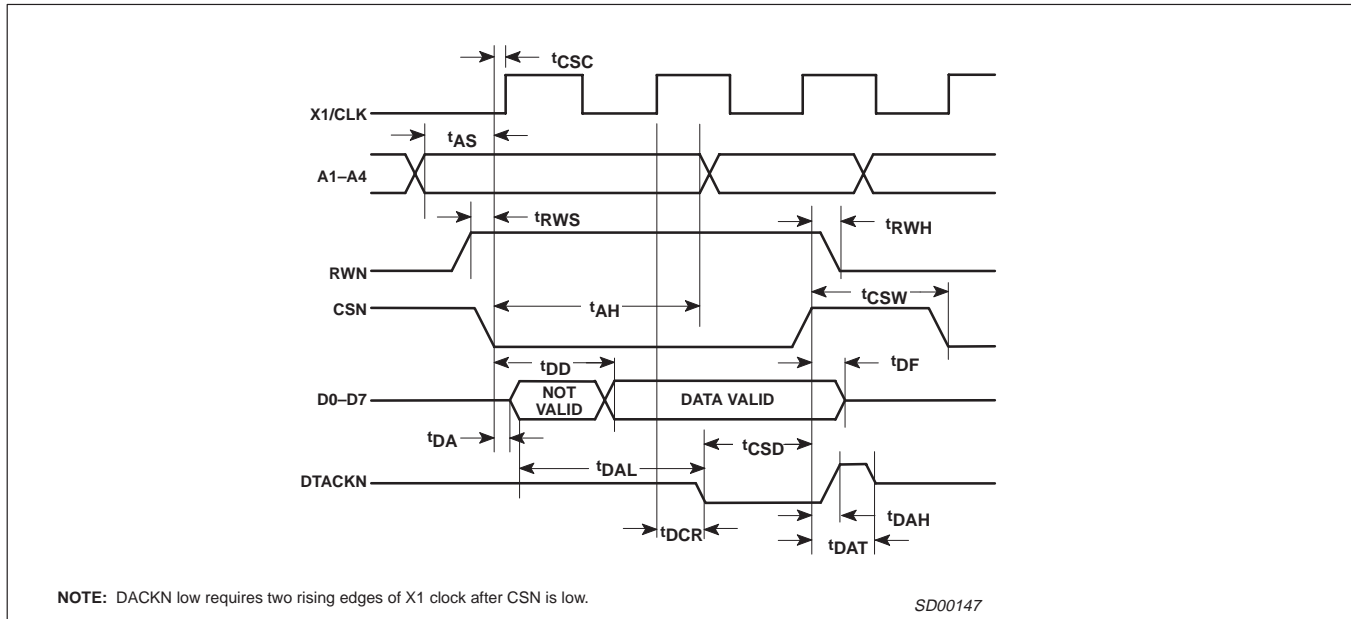 tCSC
X1/CLK
tAS
A1–A4
tRWS
tRWH
RWN
tCSW
CSN
tAH
tDD
tDF
D0–D7
NOT
VALID
DATA VALID
tDA
tCSD
tDAL
DTACKN
tDAH
tDCR
tDAT
NOTE: DACKN low requires two rising edges of X1 clock after CSN is low.
SD00147